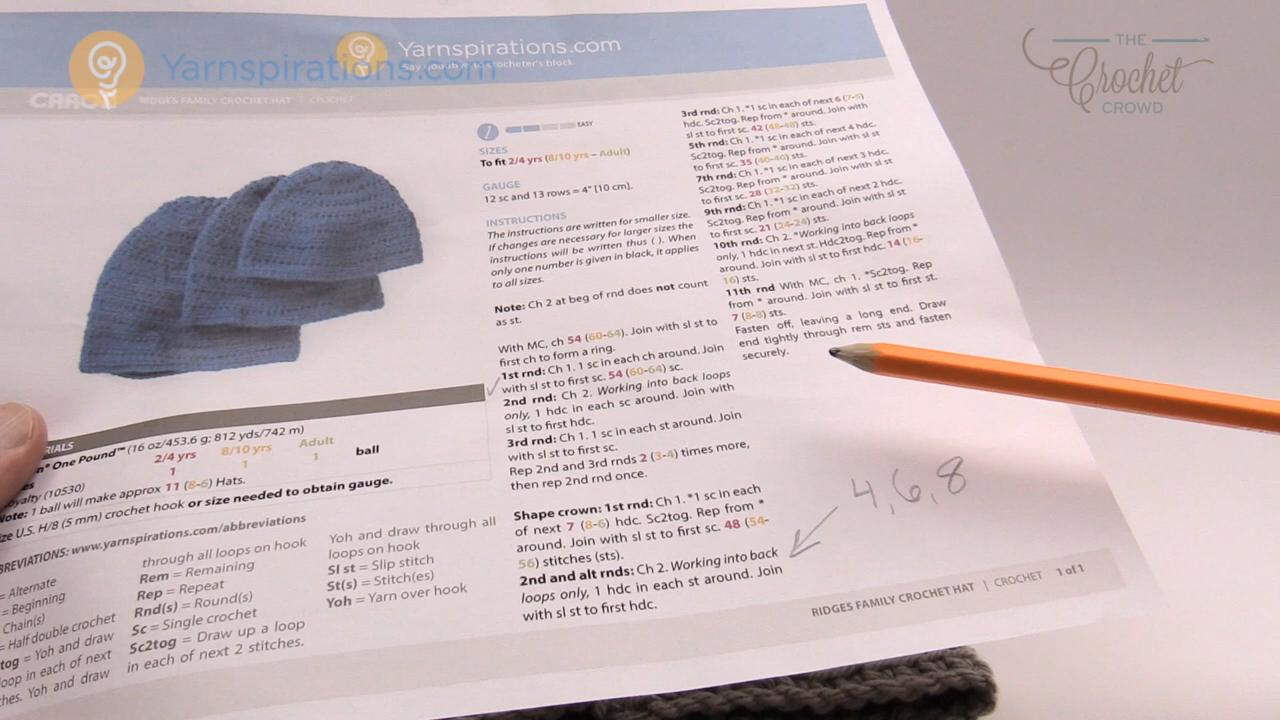 Yarnspirations.com
Yarnspirations.com
crocheter's block.
THE
Crochet
CROWD
RIDGES FAMILY CROCHET HAT | CROCHET
EASY
SIZES
To fit 2/4 yrs (8/10 yrs – Adult)
GAUGE
12 sc and 13 rows = 4" [10 cm].
INSTRUCTIONS
The instructions are written for smaller size.
If changes are necessary for larger sizes the
instructions will be written thus ( ). When
only one number is given in black, it applies
to all sizes.
Note: Ch 2 at beg of rnd does not count
as st.
With MC, ch 54 (60-64). Join with sl st to
first ch to form a ring.
1st rnd: Ch 1. 1 sc in each ch around. Join
with sl st to first sc. 54 (60-64) sc.
2nd rnd: Ch 2. Working into back loops
only, 1 hdc in each sc around. Join with
sl st to first hdc.
3rd rnd: Ch 1. 1 sc in each st around. Join
with sl st to first sc.
Rep 2nd and 3rd rnds 2 (3-4) times more,
then rep 2nd rnd once.
Shape crown: 1st rnd: Ch 1. *1 sc in each
of next 7 (8-6) hdc. Sc2tog. Rep from *
around. Join with sl st to first sc. 48 (54-
56) stitches (sts).
2nd and alt rnds: Ch 2. Working into back
loops only, 1 hdc in each st around. Join
with sl st to first hdc.
3rd rnd: Ch 1. *1 sc in each of next 6 (7-5)
hdc. Sc2tog. Rep from * around. Join with
sl st to first sc. 42 (48-48) sts.
5th rnd: Ch 1. *1 sc in each of next 4 hdc.
Sc2tog. Rep from * around. Join with sl st
to first sc. 35 (40-40) sts.
7th rnd: Ch 1. *1 sc in each of next 3 hdc.
Sc2tog. Rep from * around. Join with sl st
to first sc. 28 (32-32) sts.
9th rnd: Ch 1. *1 sc in each of next 2 hdc.
Sc2tog. Rep from * around. Join with sl st
to first sc. 21 (24-24) sts.
10th rnd: Ch 2. *Working into back loops
only, 1 hdc in next st. Hdc2tog. Rep from *
around. Join with sl st to first hdc. 14 (16-
16) sts.
11th rnd With MC, ch 1. *Sc2tog. Rep
from * around. Join with sl st to first st.
7 (8-8) sts.
Fasten off, leaving a long end. Draw
end tightly through rem sts and fasten
securely.
4, 6, 8
One Pound™ (16 oz/453.6 g; 812 yds/742 m)
2/4 yrs 8/10 yrs Adult
1 1 1 ball
(10530)
1 ball will make approx 11 (8-6) Hats.
U.S. H/8 (5 mm) crochet hook or size needed to obtain gauge.
www.yarnspirations.com/abbreviations
= Alternate
= Beginning
Chain(s)
= Half double crochet
= Yoh and draw
loop in each of next
Yoh and draw
through all loops on hook
Rem = Remaining
Rep = Repeat
Rnd(s) = Round(s)
Sc = Single crochet
Sc2tog = Draw up a loop
in each of next 2 stitches.
Yoh and draw through all
loops on hook
Sl st = Slip stitch
St(s) = Stitch(es)
Yoh = Yarn over hook
RIDGES FAMILY CROCHET HAT | CROCHET 1 of 1